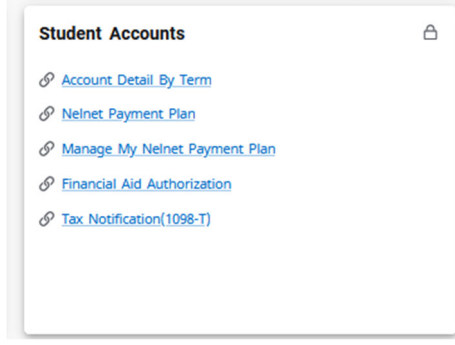 Student Accounts
Account Detail By Term
Nelnet Payment Plan
Manage My Nelnet Payment Plan
Financial Aid Authorization
Tax Notification(1098-T)